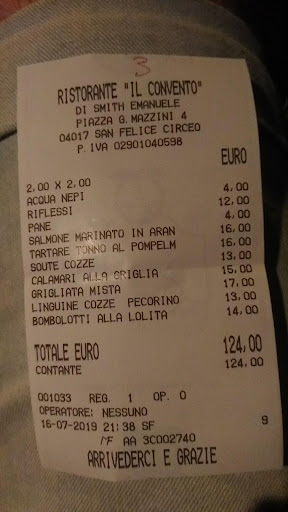 3
RISTORANTE "IL CONVENTO"
DI SMITH EMANUELE
PIAZZA G.MAZZINI 4
04017 SAN FELICE CIRCEO
P.IVA 02901040598
EURO
2,00 X 2,00
ACQUA NEPI 4,00
RIFLESSI 12,00
PANE 4,00
SALMONE MARINATO IN ARAN 16,00
TARTARE TONNO AL POMPELM 16,00
SOUTE COZZE 13,00
CALAMARI ALLA GRIGLIA 15,00
GRIGLIATA MISTA 17,00
LINGUINE COZZE PECORINO 13,00
BOMBOLOTTI ALLA LOLITA 14,00
TOTALE EURO 124,00
CONTANTE 124,00
001033 REG. 1 OP. 0
OPERATORE: NESSUNO
16-07-2019 21:38 SF 9
MF AA 3C002740
ARRIVEDERCI E GRAZIE